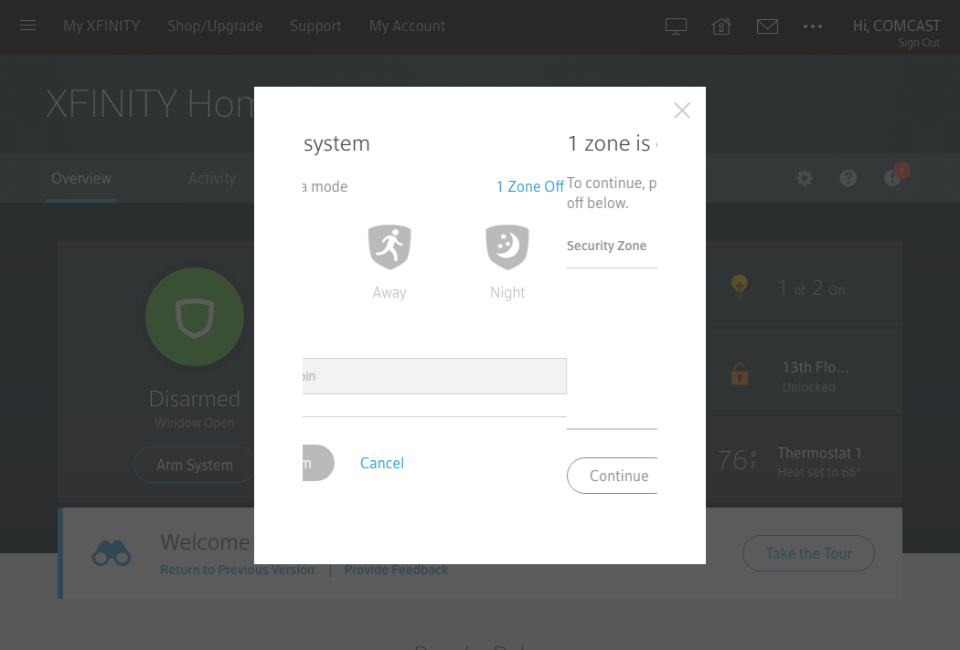 My XFINITY Shop/Upgrade Support My Account Hi, COMCAST
Sign Out
XFINITY Hom
Overview Activity
1
system
a mode 1 Zone Off
Away Night
Cancel
1 zone is
To continue, p
off below.
Security Zone
Continue
Disarmed
Window Open
Arm System
1 of 2 On
13th Flo...
Unlocked
76° F Thermostat 1
Heat set to 66°
Welcome
Return to Previous Version | Provide Feedback
Take the Tour